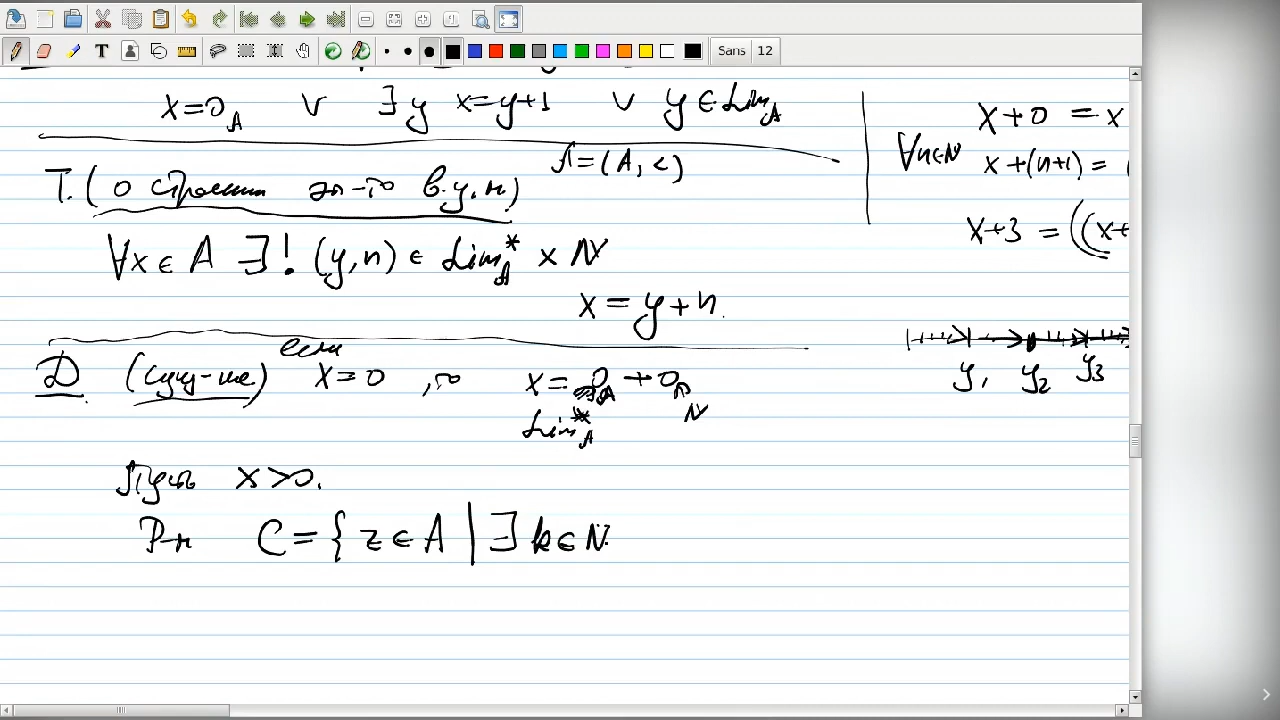 Sans 12
x=0_A ∨ ∃y x=y+1 ∨ y∈Lim_A
x+0 = x
∀n∈ℕ x+(n+1) =
x+3 = ((x+
T. (о строении эл-то в.у.м.) 𝒜=(A,<)
∀x∈A ∃! (y,n) ∈ Lim*_A × ℕ
x = y+n.
y₁ y₂ y₃
Д (сущ-ие) если x=0, то x = 0_A + 0_ℕ
Lim*_A
Пусть x>0.
Р-м C = { z∈A | ∃k∈ℕ